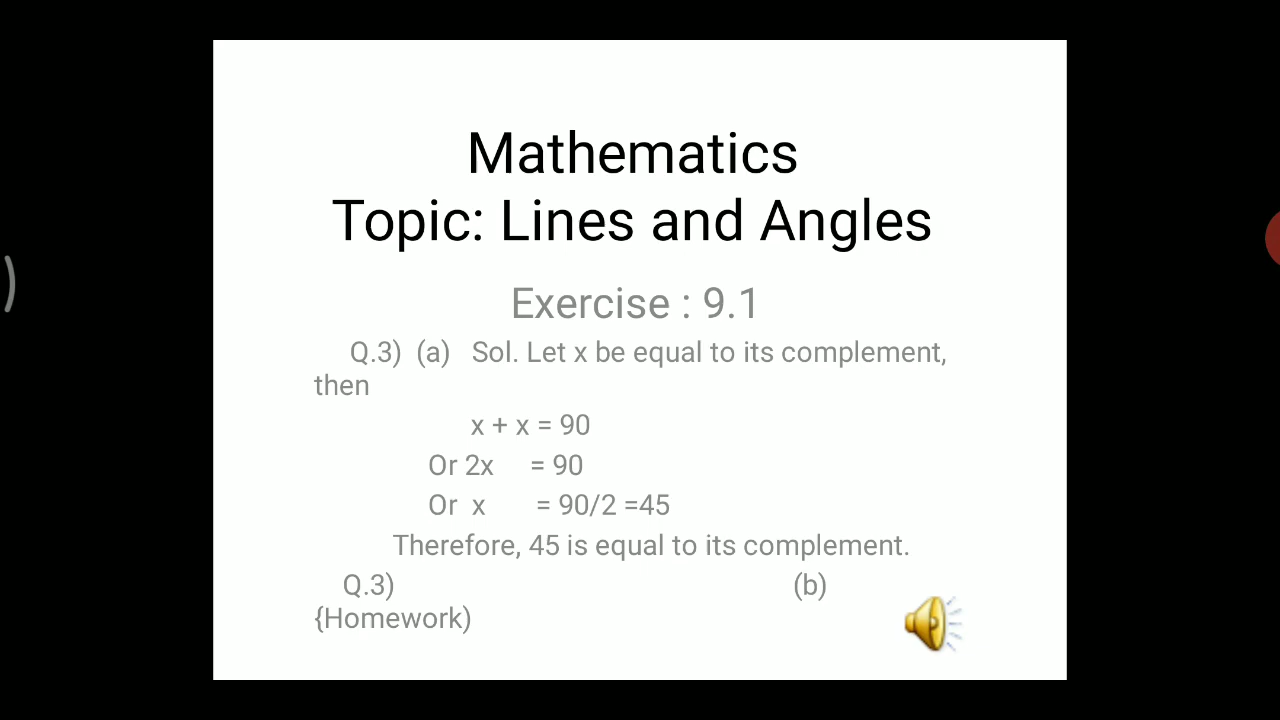 Mathematics
Topic: Lines and Angles
Exercise : 9.1
Q.3) (a) Sol. Let x be equal to its complement,
then
x + x = 90
Or 2x = 90
Or x = 90/2 =45
Therefore, 45 is equal to its complement.
Q.3) (b)
{Homework)